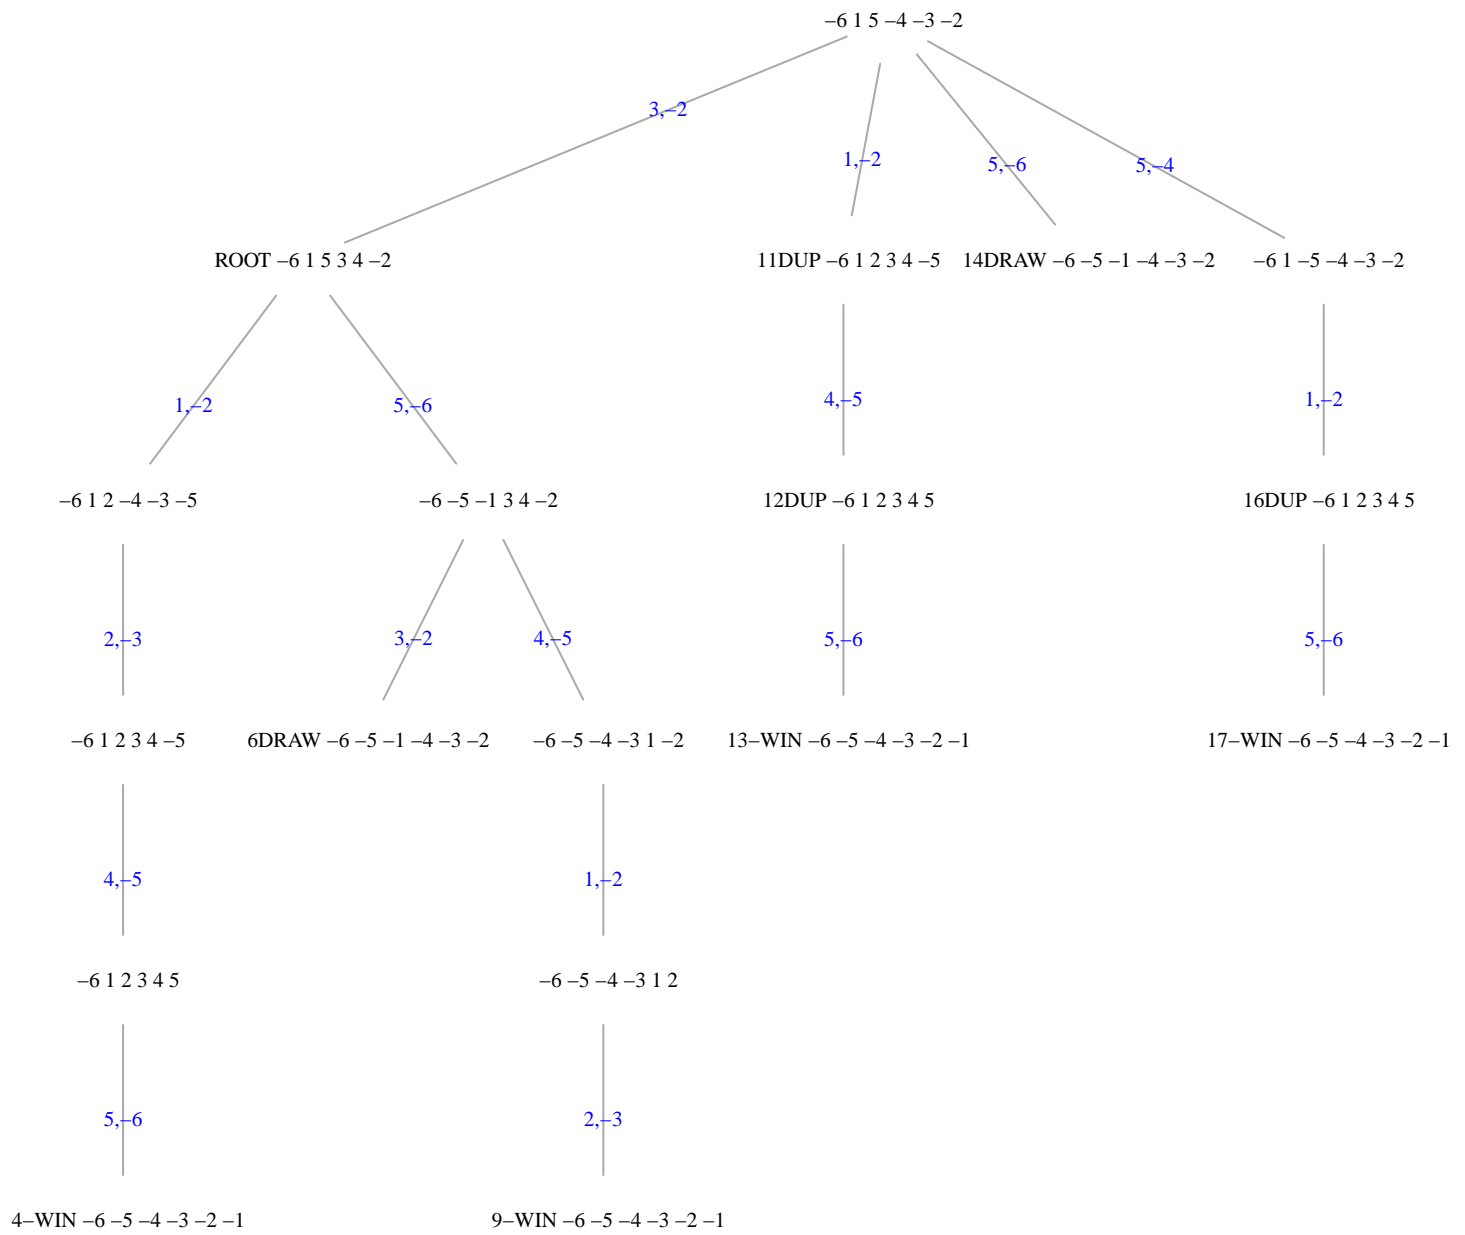 −6 1 5 −4 −3 −2
3,−2
1,−2
5,−6
5,−4
ROOT −6 1 5 3 4 −2
11DUP −6 1 2 3 4 −5
14DRAW −6 −5 −1 −4 −3 −2
−6 1 −5 −4 −3 −2
1,−2
5,−6
4,−5
1,−2
−6 1 2 −4 −3 −5
−6 −5 −1 3 4 −2
12DUP −6 1 2 3 4 5
16DUP −6 1 2 3 4 5
2,−3
3,−2
4,−5
5,−6
5,−6
−6 1 2 3 4 −5
6DRAW −6 −5 −1 −4 −3 −2
−6 −5 −4 −3 1 −2
13−WIN −6 −5 −4 −3 −2 −1
17−WIN −6 −5 −4 −3 −2 −1
4,−5
1,−2
−6 1 2 3 4 5
−6 −5 −4 −3 1 2
5,−6
2,−3
4−WIN −6 −5 −4 −3 −2 −1
9−WIN −6 −5 −4 −3 −2 −1